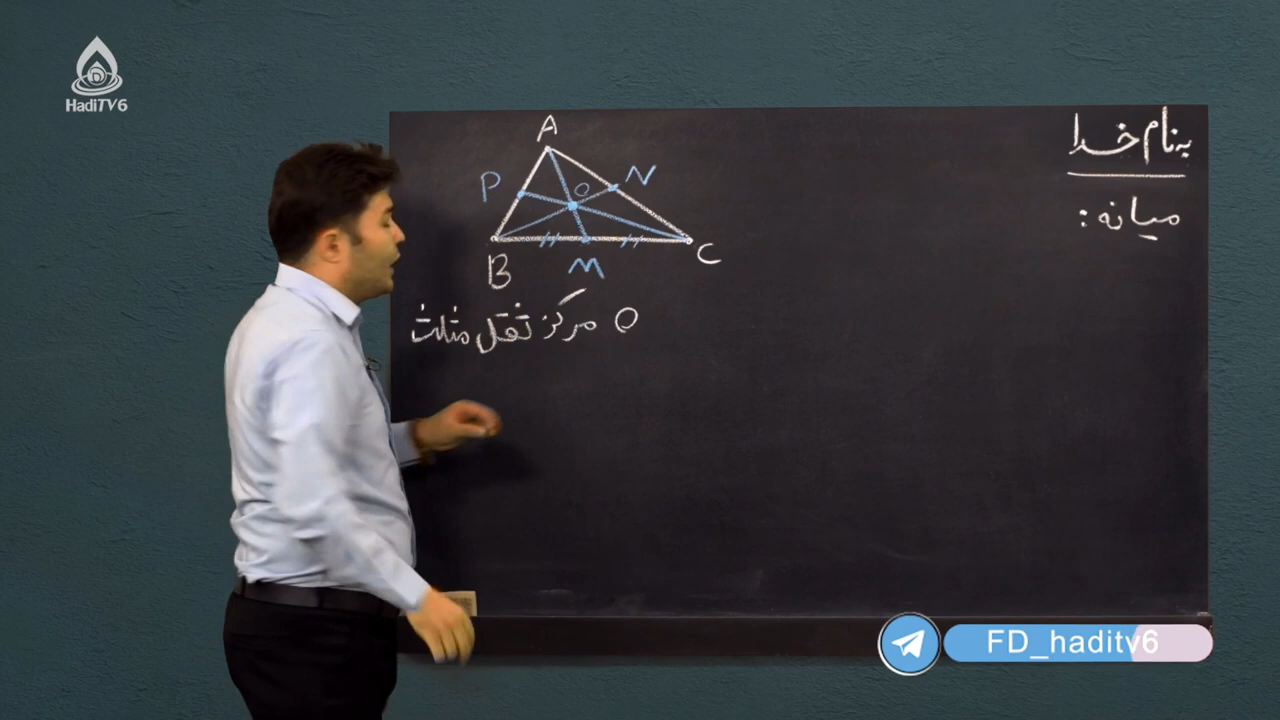 HadiTV6
به نام خدا
میانه :
A
P
N
O
B
M
C
O مرکز ثقل مثلث
FD_haditv6